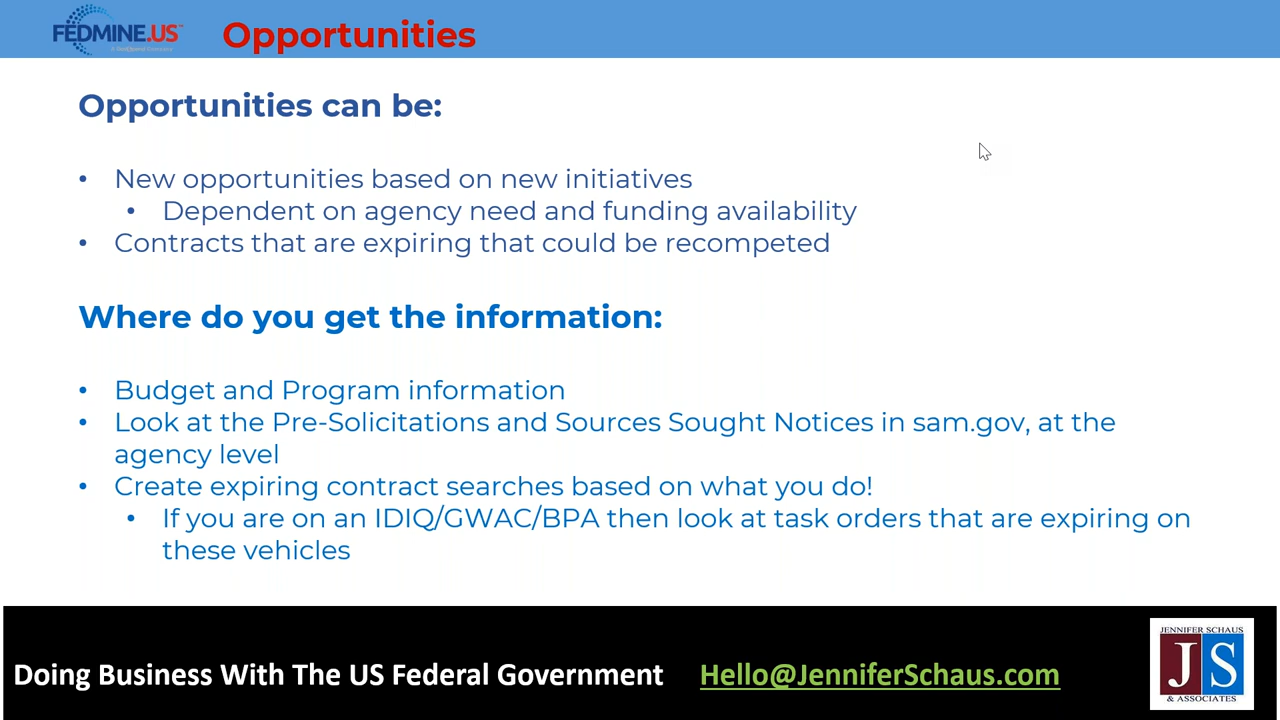 FEDMINE.US™
Opportunities
Opportunities can be:
• New opportunities based on new initiatives
• Dependent on agency need and funding availability
• Contracts that are expiring that could be recompeted
Where do you get the information:
• Budget and Program information
• Look at the Pre-Solicitations and Sources Sought Notices in sam.gov, at the
agency level
• Create expiring contract searches based on what you do!
• If you are on an IDIQ/GWAC/BPA then look at task orders that are expiring on
these vehicles
Doing Business With The US Federal Government Hello@JenniferSchaus.com
JENNIFER SCHAUS
JS
& ASSOCIATES